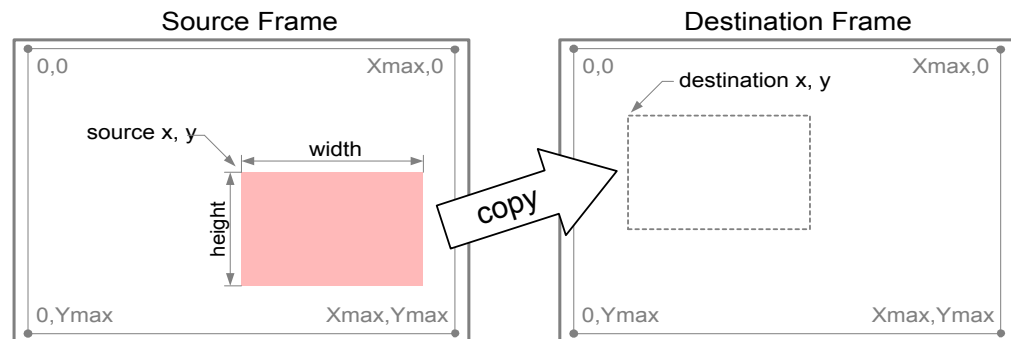 Source Frame
0,0
Xmax,0
source x, y
width
height
0,Ymax
Xmax,Ymax
copy
Destination Frame
0,0
Xmax,0
destination x, y
0,Ymax
Xmax,Ymax